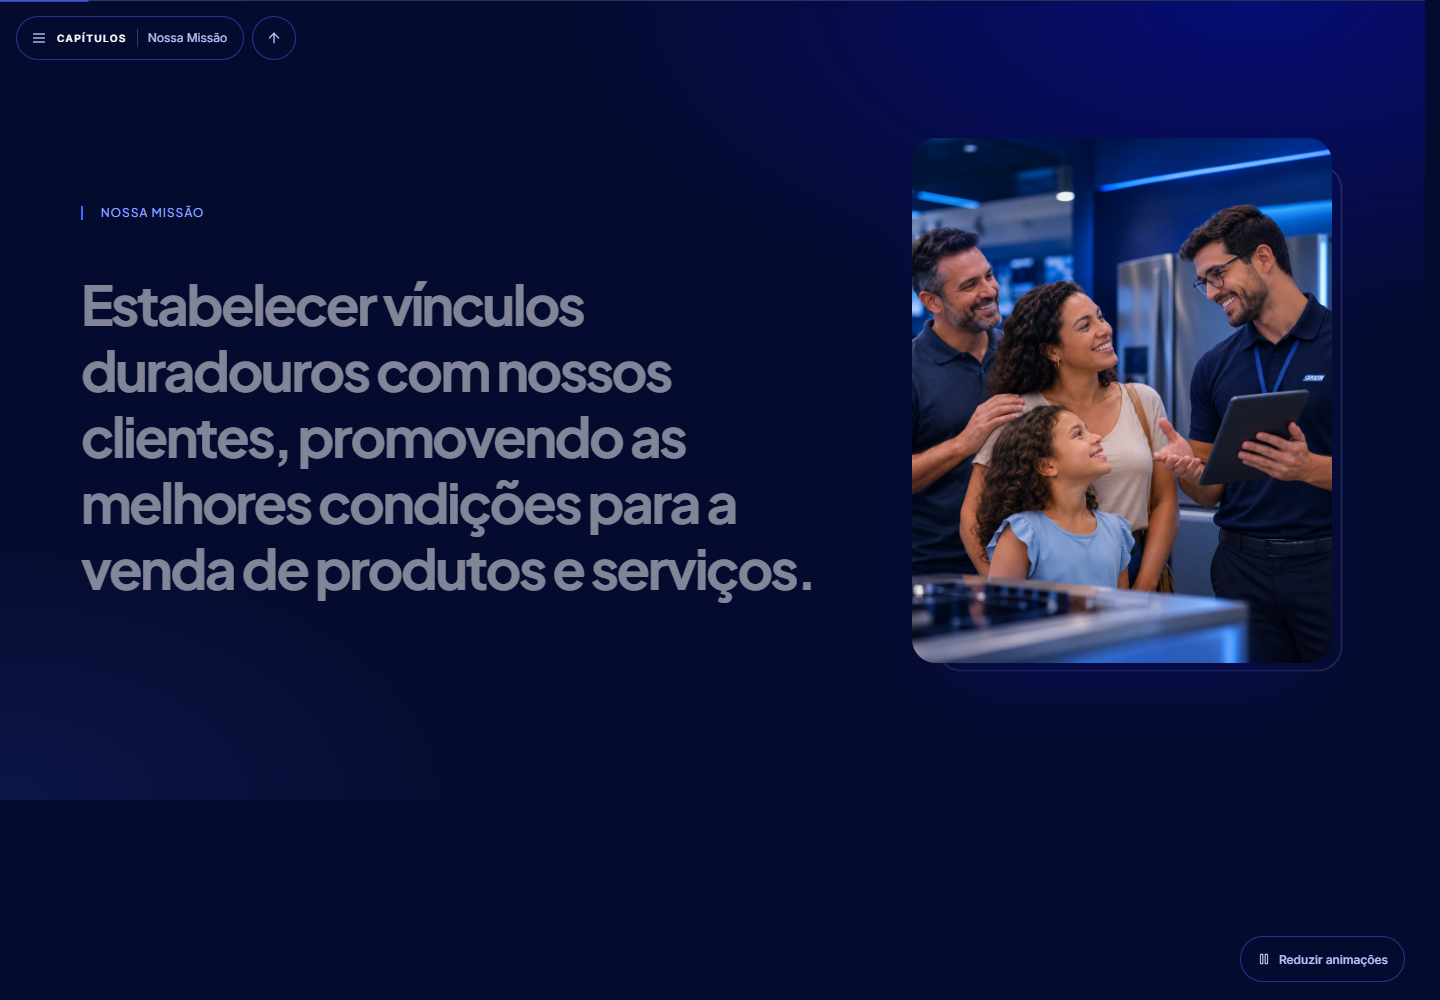 CAPÍTULOS
Nossa Missão
NOSSA MISSÃO
Estabelecer vínculos
duradouros com nossos
clientes, promovendo as
melhores condições para a
venda de produtos e serviços.
Reduzir animações